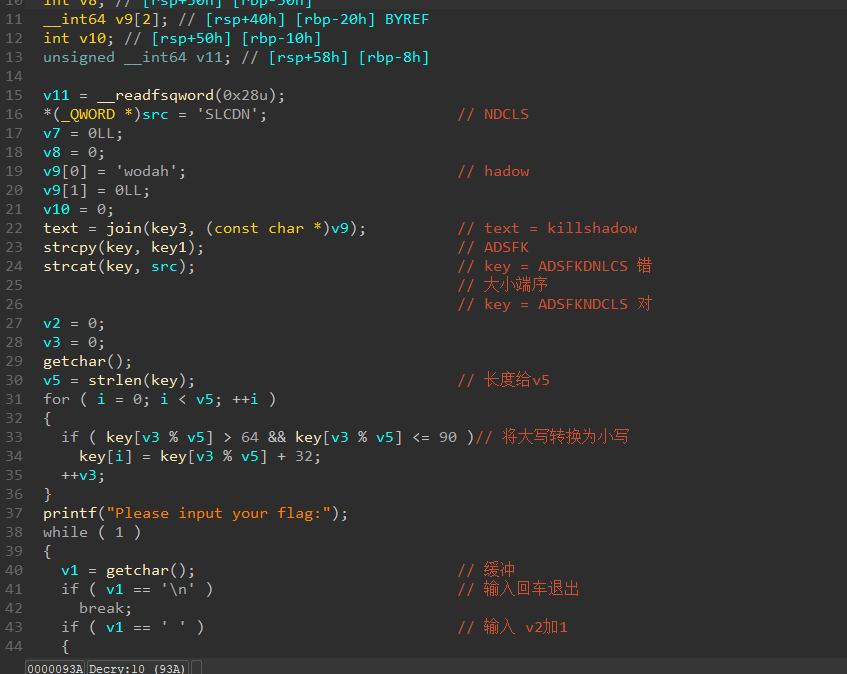 10 int v8; // [rsp+30h] [rbp-30h]
11 __int64 v9[2]; // [rsp+40h] [rbp-20h] BYREF
12 int v10; // [rsp+50h] [rbp-10h]
13 unsigned __int64 v11; // [rsp+58h] [rbp-8h]
14
15 v11 = __readfsqword(0x28u);
16 *(_QWORD *)src = 'SLCDN'; // NDCLS
17 v7 = 0LL;
18 v8 = 0;
19 v9[0] = 'wodah'; // hadow
20 v9[1] = 0LL;
21 v10 = 0;
22 text = join(key3, (const char *)v9); // text = killshadow
23 strcpy(key, key1); // ADSFK
24 strcat(key, src); // key = ADSFKDNLCS 错
25 // 大小端序
26 // key = ADSFKNDCLS 对
27 v2 = 0;
28 v3 = 0;
29 getchar();
30 v5 = strlen(key); // 长度给v5
31 for ( i = 0; i < v5; ++i )
32 {
33 if ( key[v3 % v5] > 64 && key[v3 % v5] <= 90 )// 将大写转换为小写
34 key[i] = key[v3 % v5] + 32;
35 ++v3;
36 }
37 printf("Please input your flag:");
38 while ( 1 )
39 {
40 v1 = getchar(); // 缓冲
41 if ( v1 == '\n' ) // 输入回车退出
42 break;
43 if ( v1 == ' ' ) // 输入 v2加1
44 {
0000093A Decry:10 (93A)